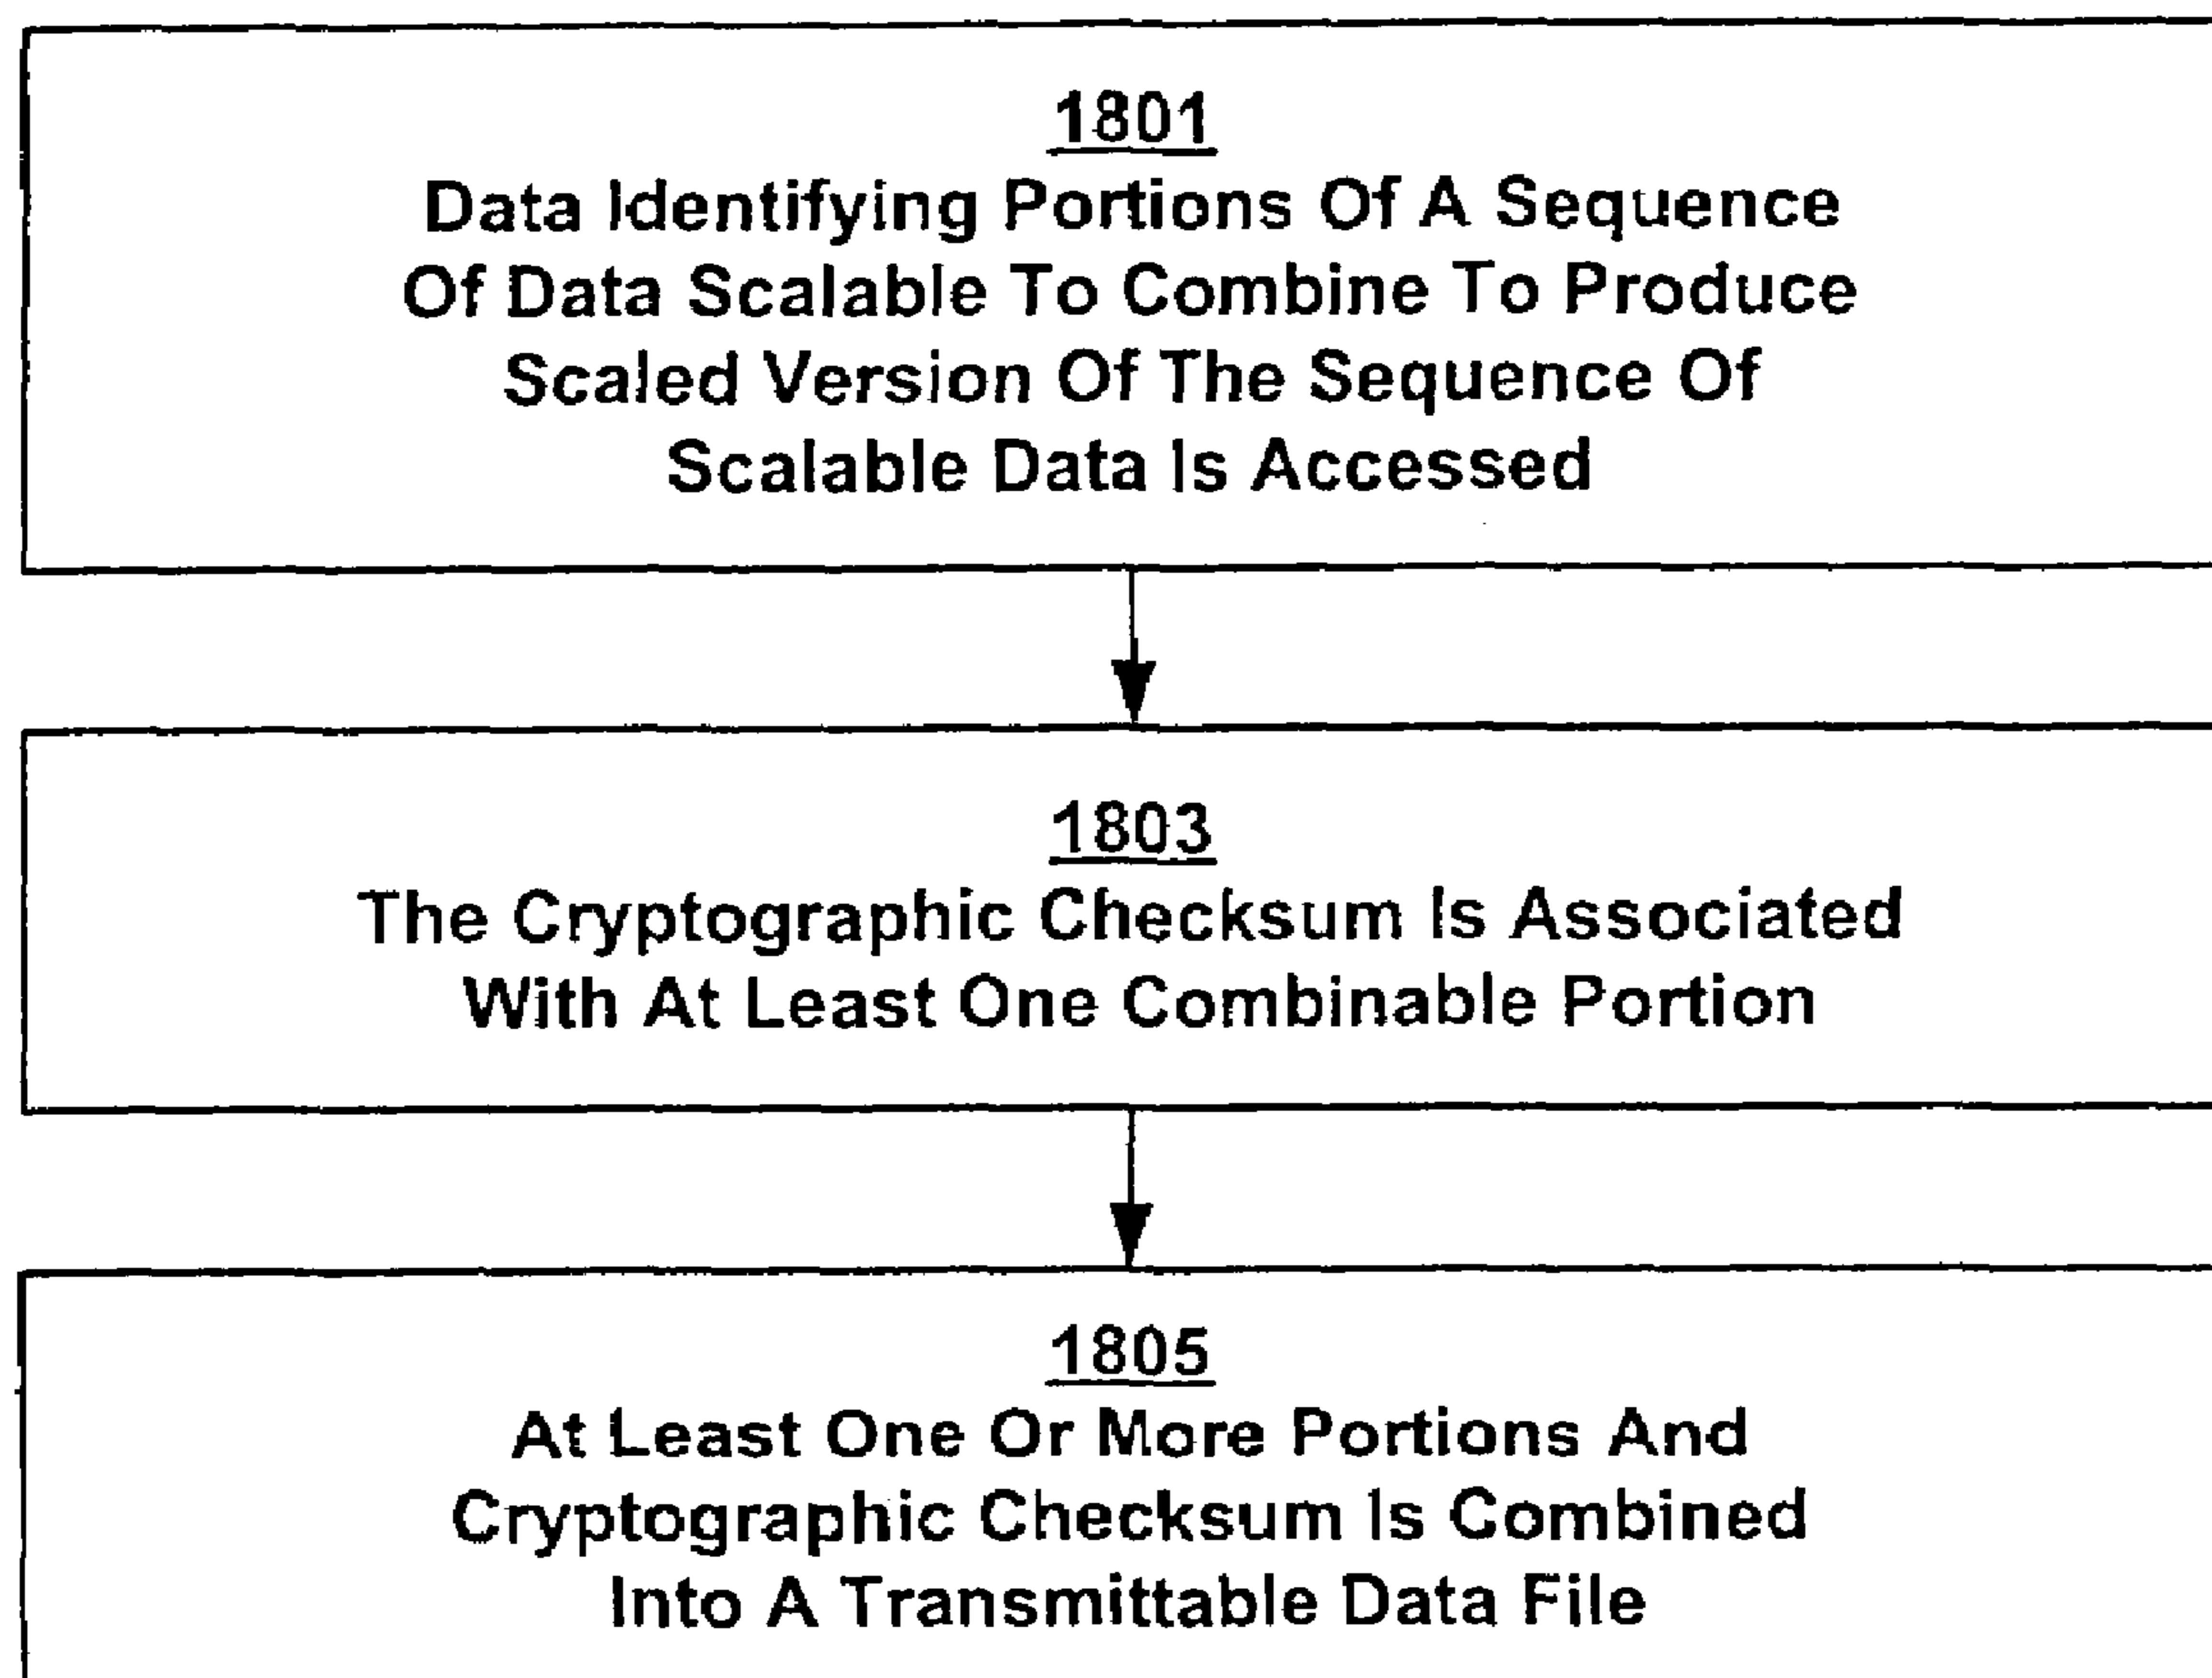 1801
Data Identifying Portions Of A Sequence
Of Data Scalable To Combine To Produce
Scaled Version Of The Sequence Of
Scalable Data Is Accessed
1803
The Cryptographic Checksum Is Associated
With At Least One Combinable Portion
1805
At Least One Or More Portions And
Cryptographic Checksum Is Combined
Into A Transmittable Data File